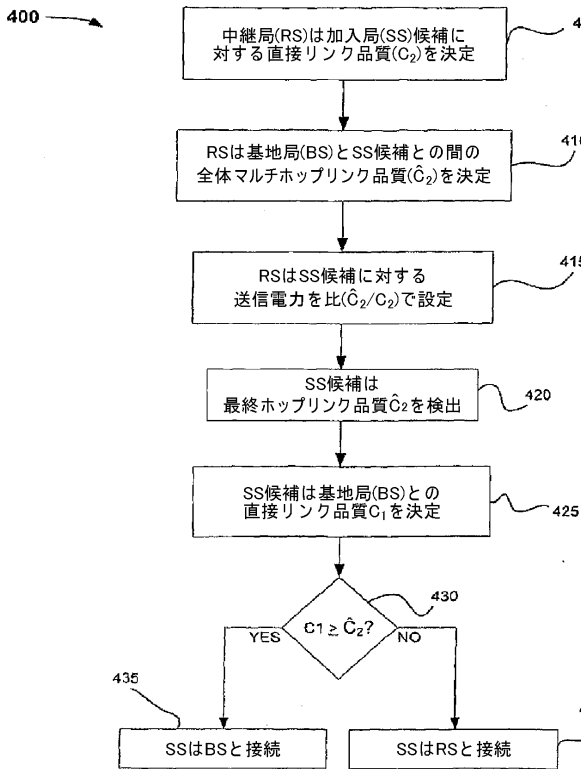 400
4
中継局(RS)は加入局(SS)候補に
対する直接リンク品質(C₂)を決定
410
RSは基地局(BS)とSS候補との間の
全体マルチホップリンク品質(Ĉ₂)を決定
415
RSはSS候補に対する
送信電力を比(Ĉ₂/C₂)で設定
SS候補は
最終ホップリンク品質Ĉ₂を検出
420
SS候補は基地局(BS)との
直接リンク品質C₁を決定
425
430
C1 ≥ Ĉ₂?
YES
NO
435
SSはBSと接続
4
SSはRSと接続